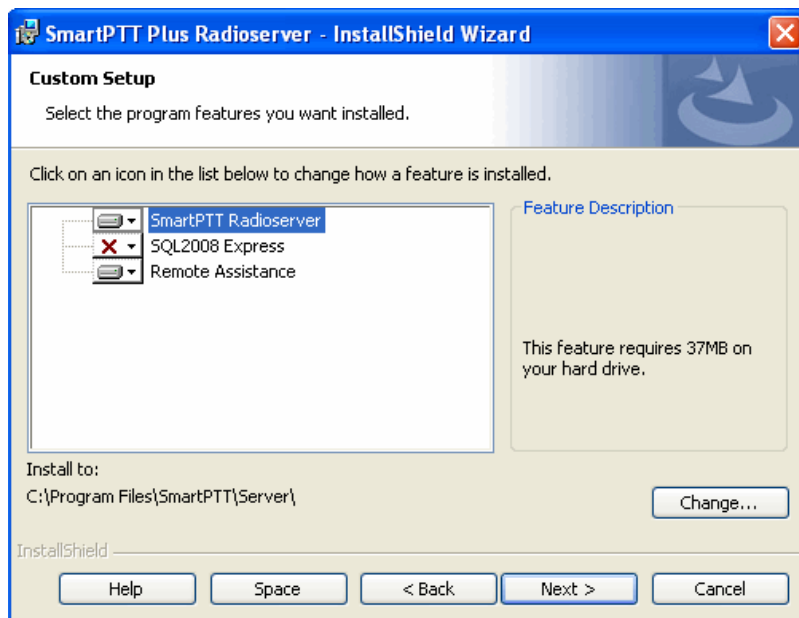 SmartPTT Plus Radioserver - InstallShield Wizard
Custom Setup
Select the program features you want installed.
Click on an icon in the list below to change how a feature is installed.
SmartPTT Radioserver
SQL2008 Express
Remote Assistance
Feature Description
This feature requires 37MB on
your hard drive.
Install to:
C:\Program Files\SmartPTT\Server\
Change...
InstallShield
Help
Space
< Back
Next >
Cancel